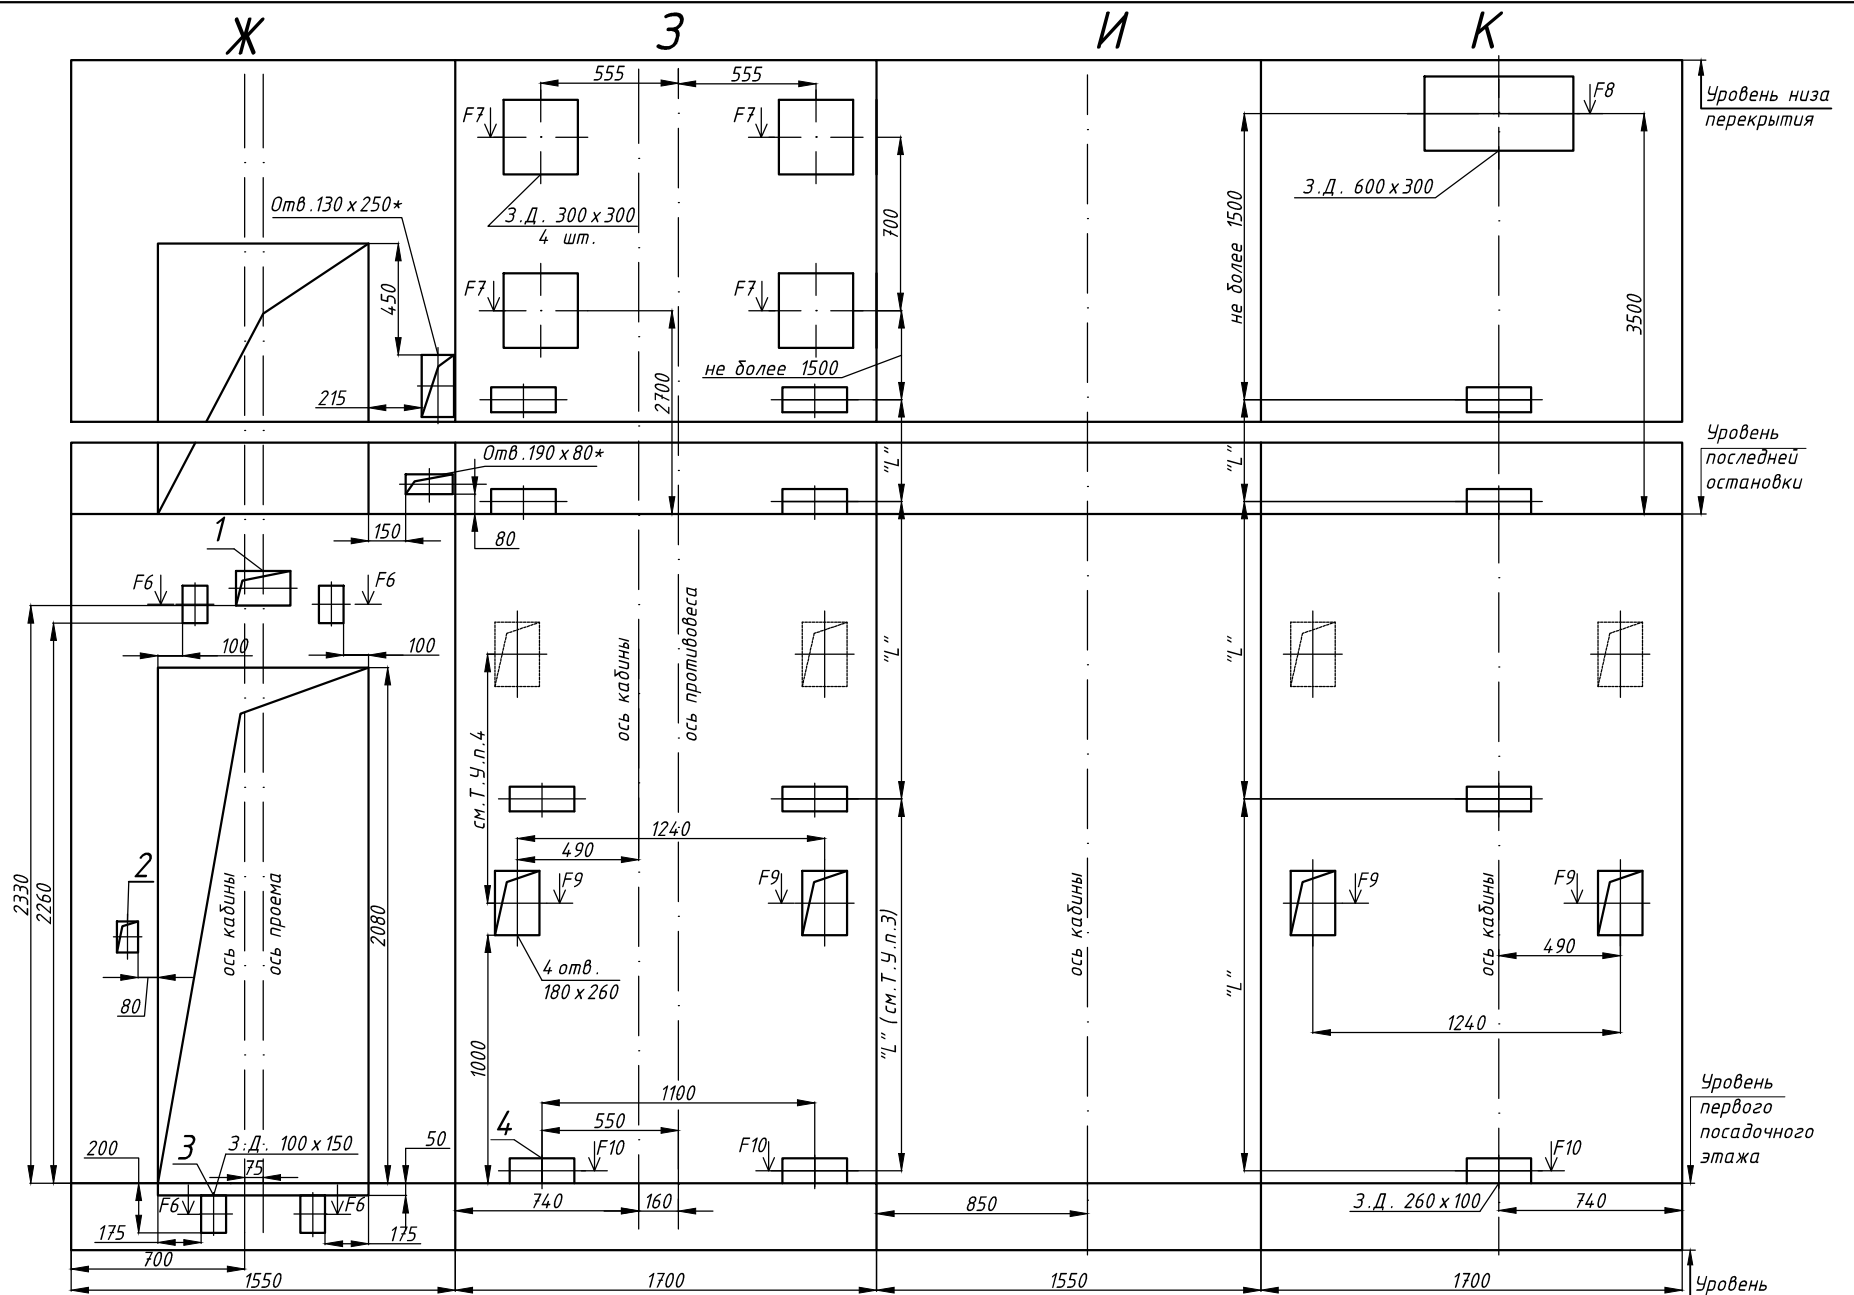 Ж
З
И
К
555
555
F7
F7
F8
Уровень низа
перекрытия
Отв.130 х 250*
З.Д. 300 х 300
4 шт.
З.Д. 600 х 300
не более 1500
700
450
3500
F7
F7
не более 1500
2700
215
"L"
"L"
Отв.190 х 80*
Уровень
последней
остановки
1
150
80
F6
F6
100
100
ось кабины
ось противовеса
"L"
"L"
см.Т.У.п.4
1240
490
2
F9
F9
F9
F9
2330
2260
ось кабины
ось проема
2080
"L" (см.Т.У.п.3)
ось кабины
"L"
ось кабины
490
80
4 отв.
180 х 260
1240
1000
1100
550
4
F10
F10
F10
Уровень
первого
посадочного
этажа
200
3
З.Д. 100 х 150
50
75
F6
F6
740
160
850
З.Д. 260 х 100
740
175
175
700
1550
1700
1550
1700
Уровень